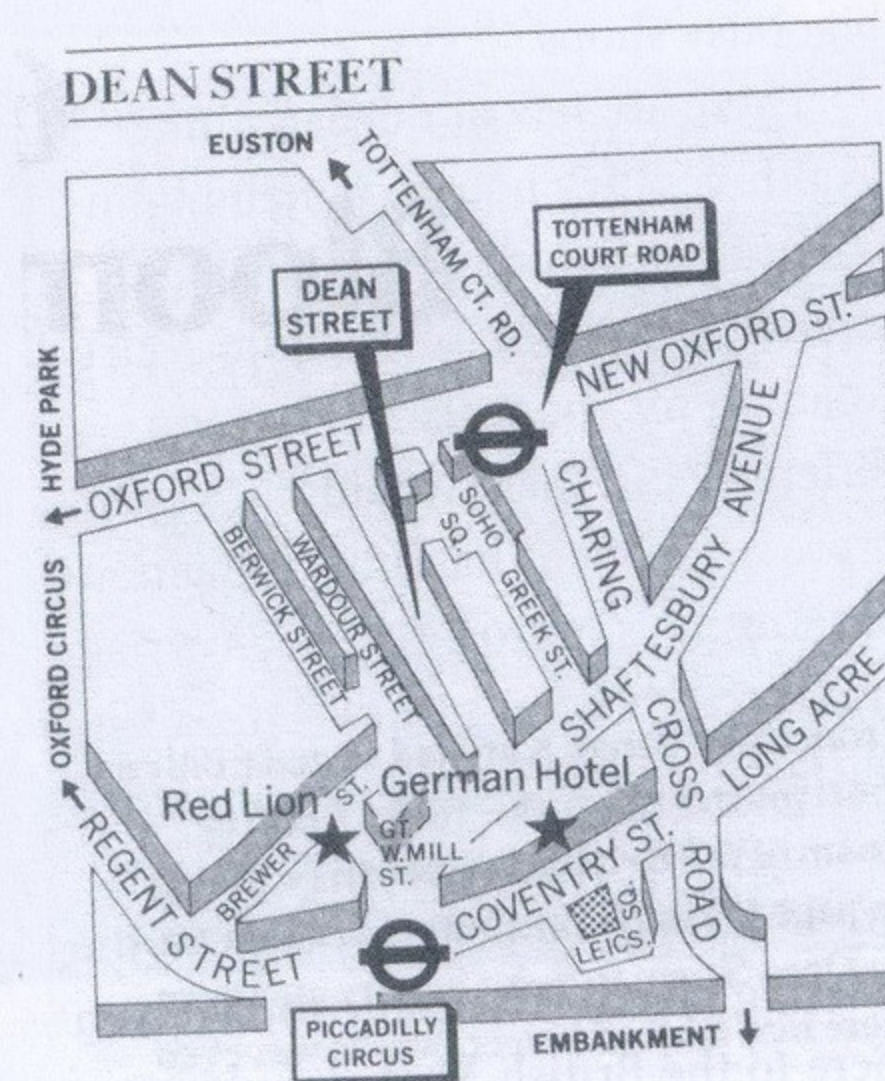 DEAN STREET
EUSTON
TOTTENHAM CT. RD.
TOTTENHAM
COURT ROAD
DEAN
STREET
NEW OXFORD ST.
HYDE PARK
OXFORD STREET
CHARING
AVENUE
SOHO
SQ.
BERWICK STREET
WARDOUR STREET
GREEK ST.
SHAFTESBURY
OXFORD CIRCUS
CROSS
LONG ACRE
Red Lion
ST.
German Hotel
GT.
W.MILL
ST.
BREWER
REGENT STREET
COVENTRY ST.
ROAD
SQ.
LEICS.
PICCADILLY
CIRCUS
EMBANKMENT